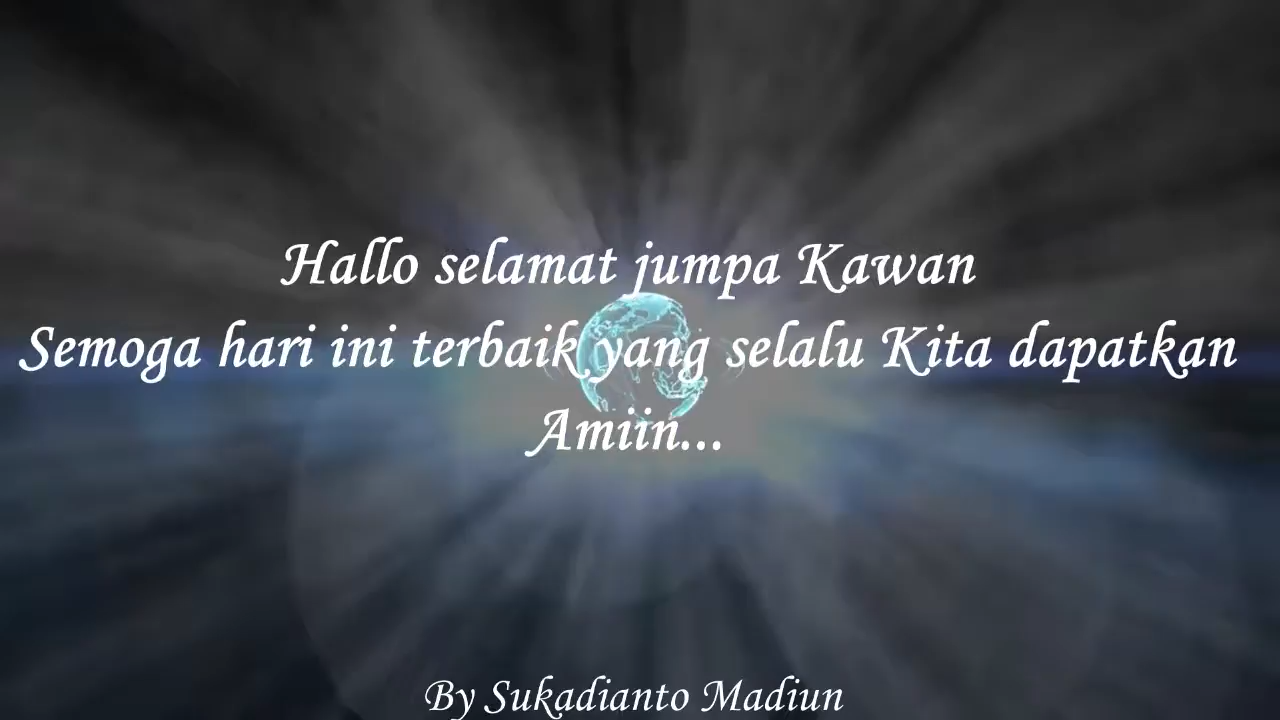 Hallo selamat jumpa Kawan
Semoga hari ini terbaik yang selalu Kita dapatkan
Amiin...
By Sukadianto Madiun